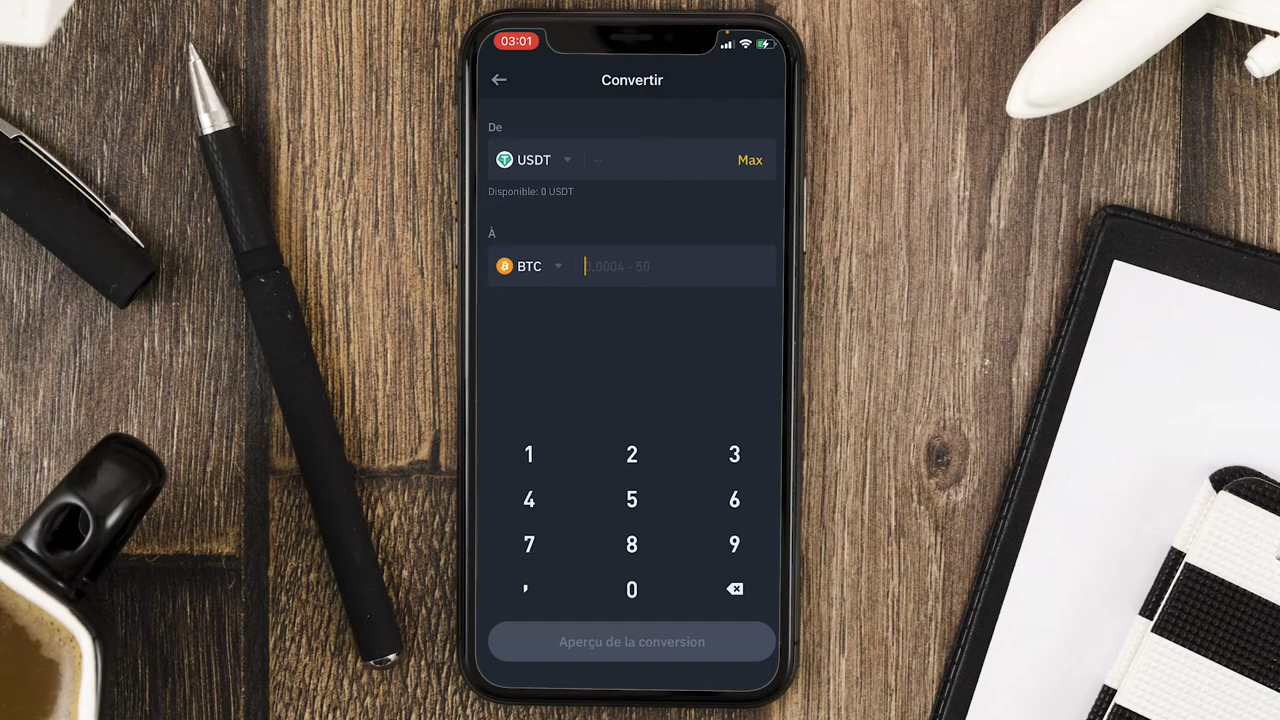 03:01
Convertir
De
USDT -- Max
Disponible: 0 USDT
À
BTC 0,0004 - 50
1 2 3
4 5 6
7 8 9
, 0
Aperçu de la conversion